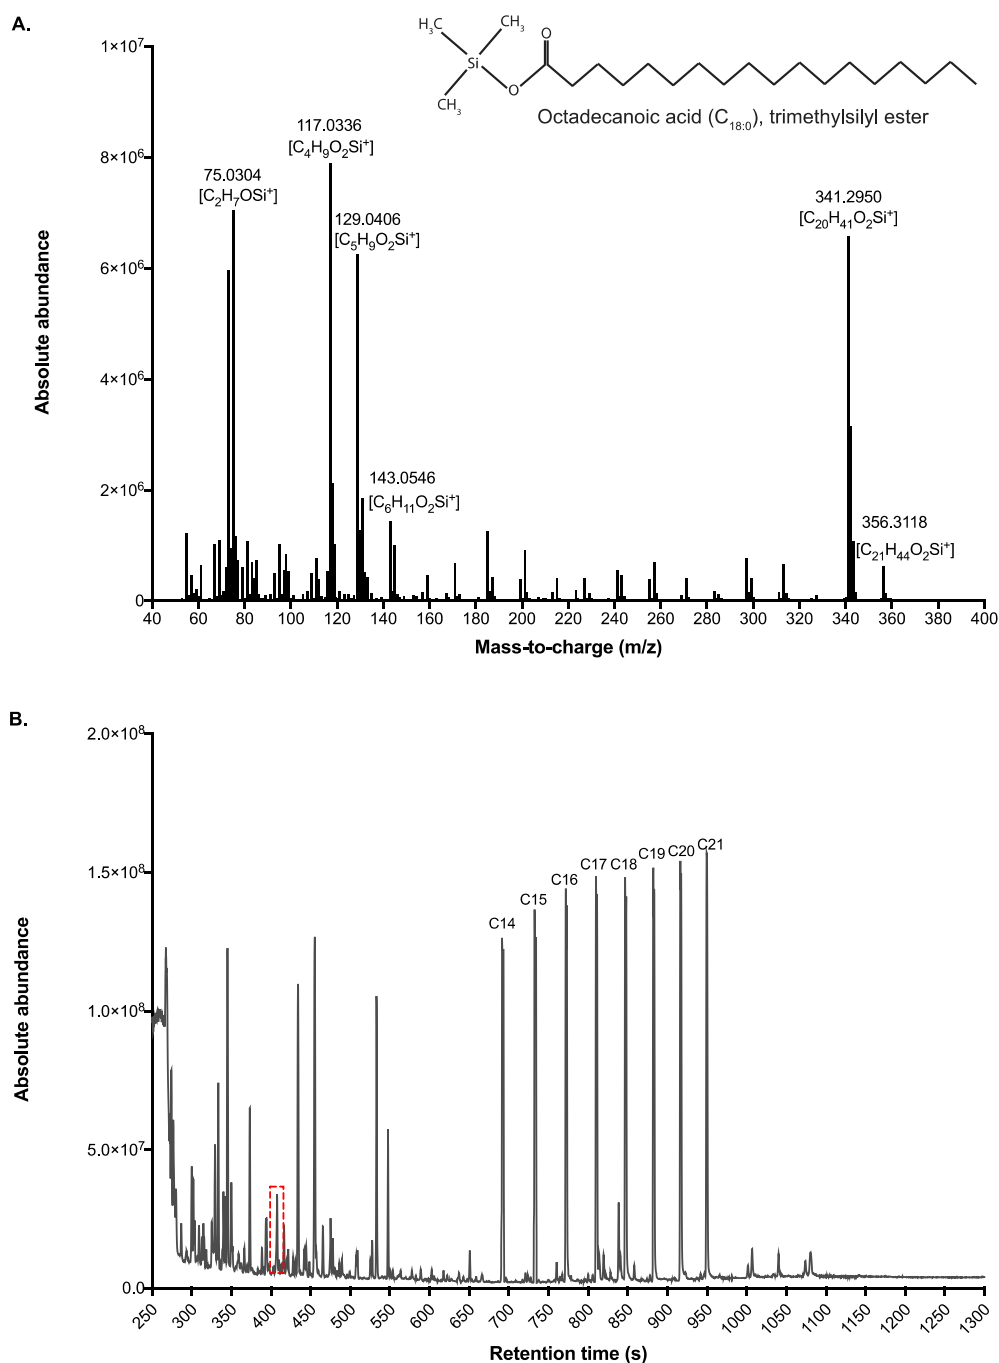 A.
H₃C
CH₃
Si
CH₃
O
O
Octadecanoic acid (C₁₈:₀), trimethylsilyl ester
1×10⁷
8×10⁶
6×10⁶
4×10⁶
2×10⁶
0
Absolute abundance
75.0304
[C₂H₇OSi⁺]
117.0336
[C₄H₉O₂Si⁺]
129.0406
[C₅H₉O₂Si⁺]
143.0546
[C₆H₁₁O₂Si⁺]
341.2950
[C₂₀H₄₁O₂Si⁺]
356.3118
[C₂₁H₄₄O₂Si⁺]
40 60 80 100 120 140 160 180 200 220 240 260 280 300 320 340 360 380 400
Mass-to-charge (m/z)
B.
2.0×10⁸
1.5×10⁸
1.0×10⁸
5.0×10⁷
0.0
Absolute abundance
C14 C15 C16 C17 C18 C19 C20 C21
250 300 350 400 450 500 550 600 650 700 750 800 850 900 950 1000 1050 1100 1150 1200 1250 1300
Retention time (s)